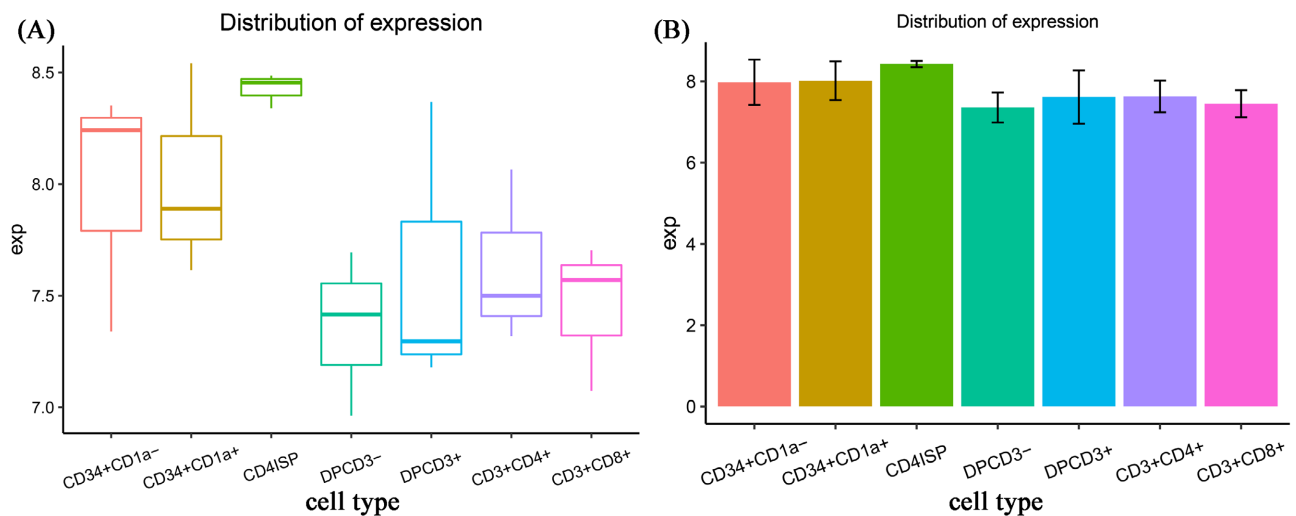 (A)
Distribution of expression
exp
8.5
8.0
7.5
7.0
CD34+CD1a−
CD34+CD1a+
CD4ISP
DPCD3−
DPCD3+
CD3+CD4+
CD3+CD8+
cell type
(B)
Distribution of expression
exp
8
6
4
2
0
CD34+CD1a−
CD34+CD1a+
CD4ISP
DPCD3−
DPCD3+
CD3+CD4+
CD3+CD8+
cell type